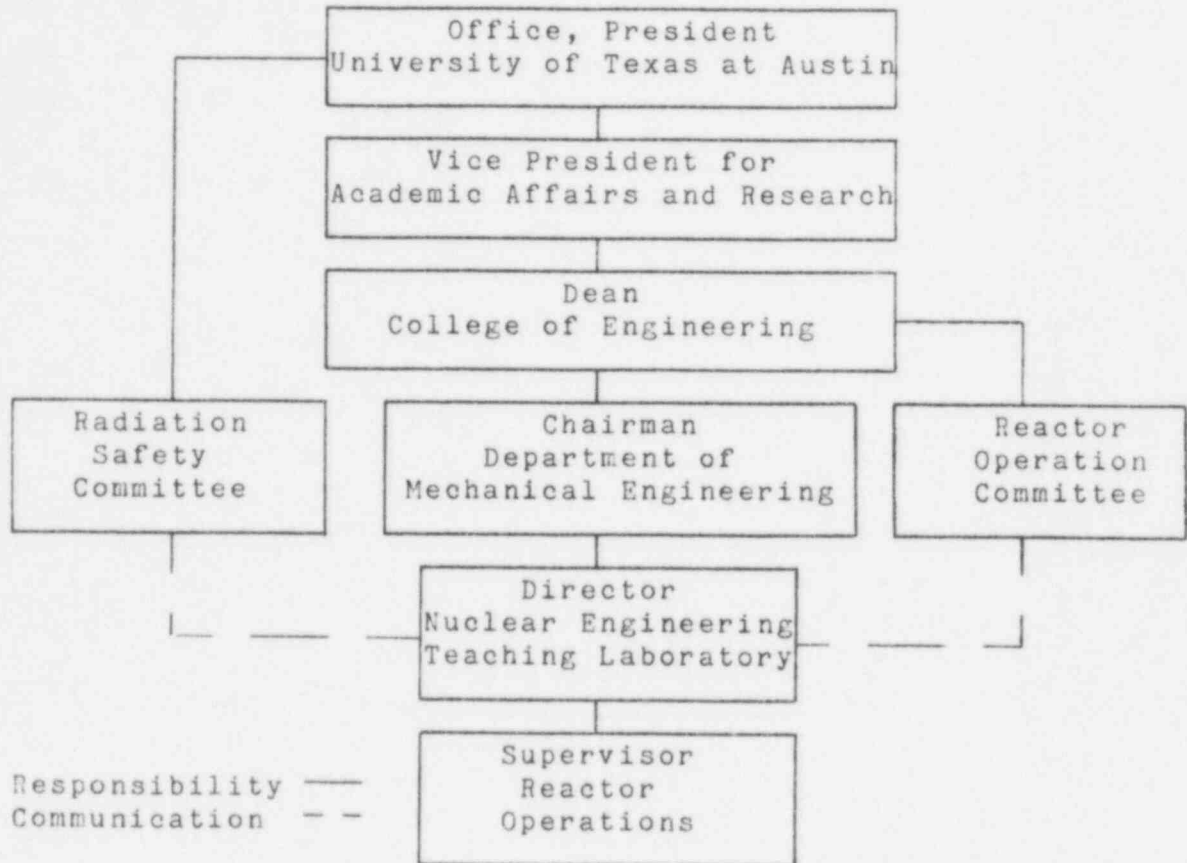 Office, President
University of Texas at Austin
Vice President for
Academic Affairs and Research
Dean
College of Engineering
Radiation
Safety
Committee
Chairman
Department of
Mechanical Engineering
Reactor
Operation
Committee
Director
Nuclear Engineering
Teaching Laboratory
Supervisor
Reactor
Operations
Responsibility
Communication